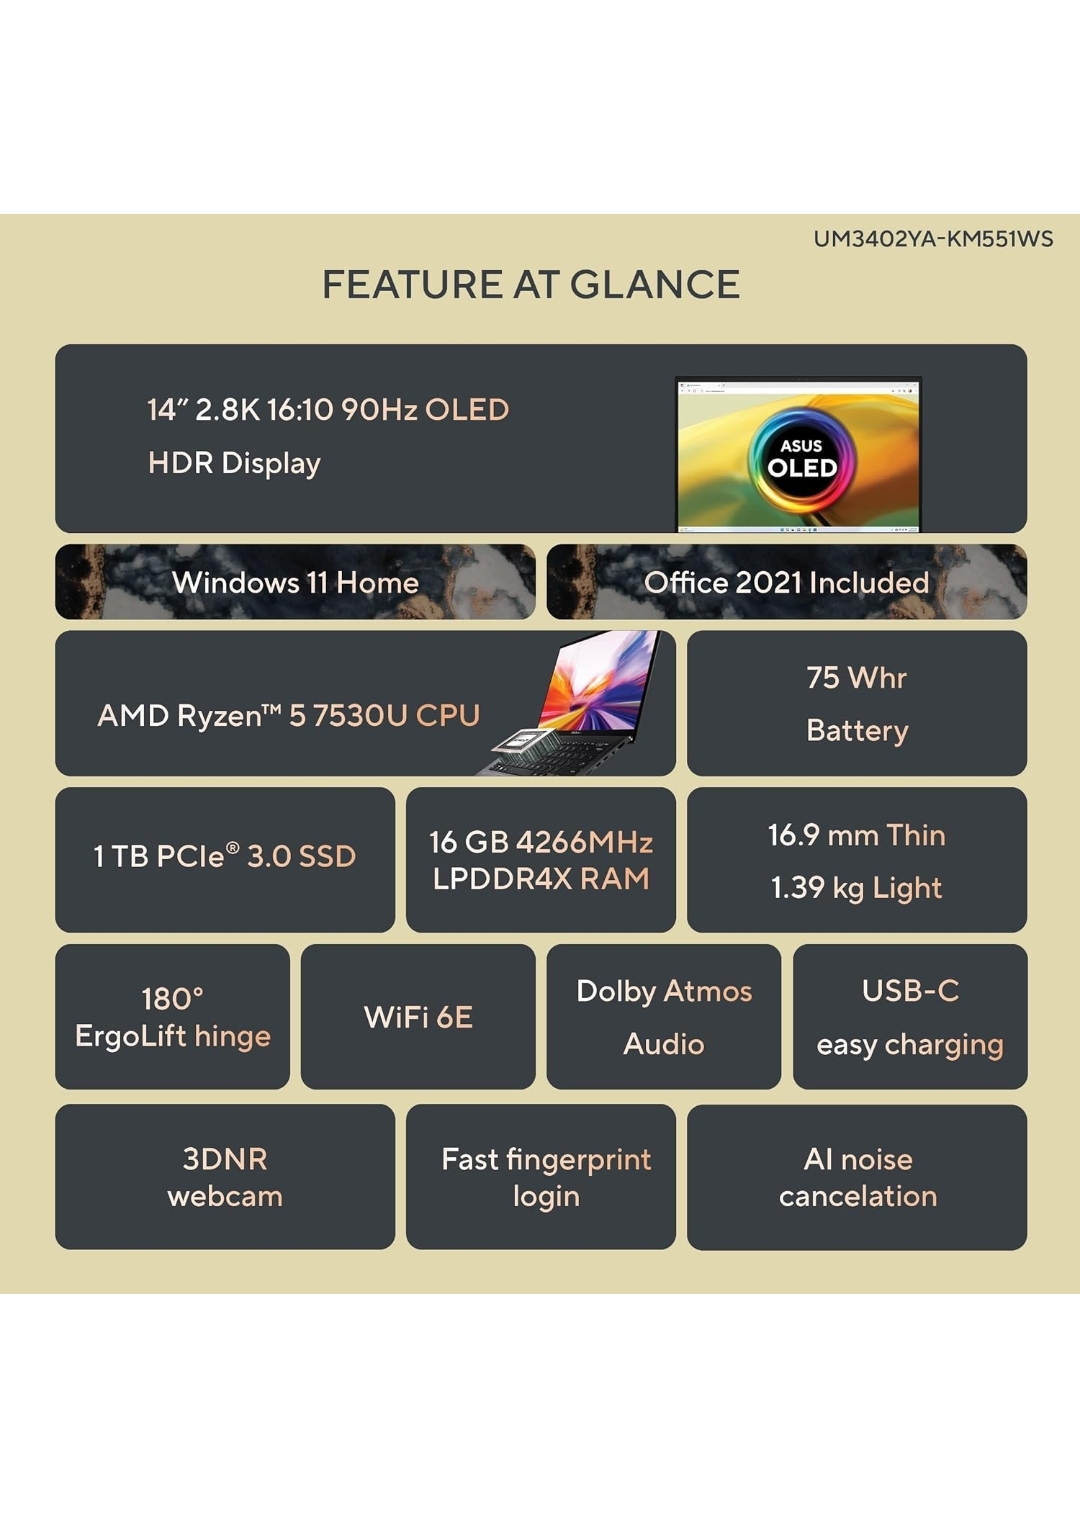 UM3402YA-KM551WS
FEATURE AT GLANCE
14” 2.8K 16:10 90Hz OLED
HDR Display
ASUS
OLED
Windows 11 Home
Office 2021 Included
AMD Ryzen™ 5 7530U CPU
75 Whr
Battery
1 TB PCIe® 3.0 SSD
16 GB 4266MHz
LPDDR4X RAM
16.9 mm Thin
1.39 kg Light
180°
ErgoLift hinge
WiFi 6E
Dolby Atmos
Audio
USB-C
easy charging
3DNR
webcam
Fast fingerprint
login
AI noise
cancelation